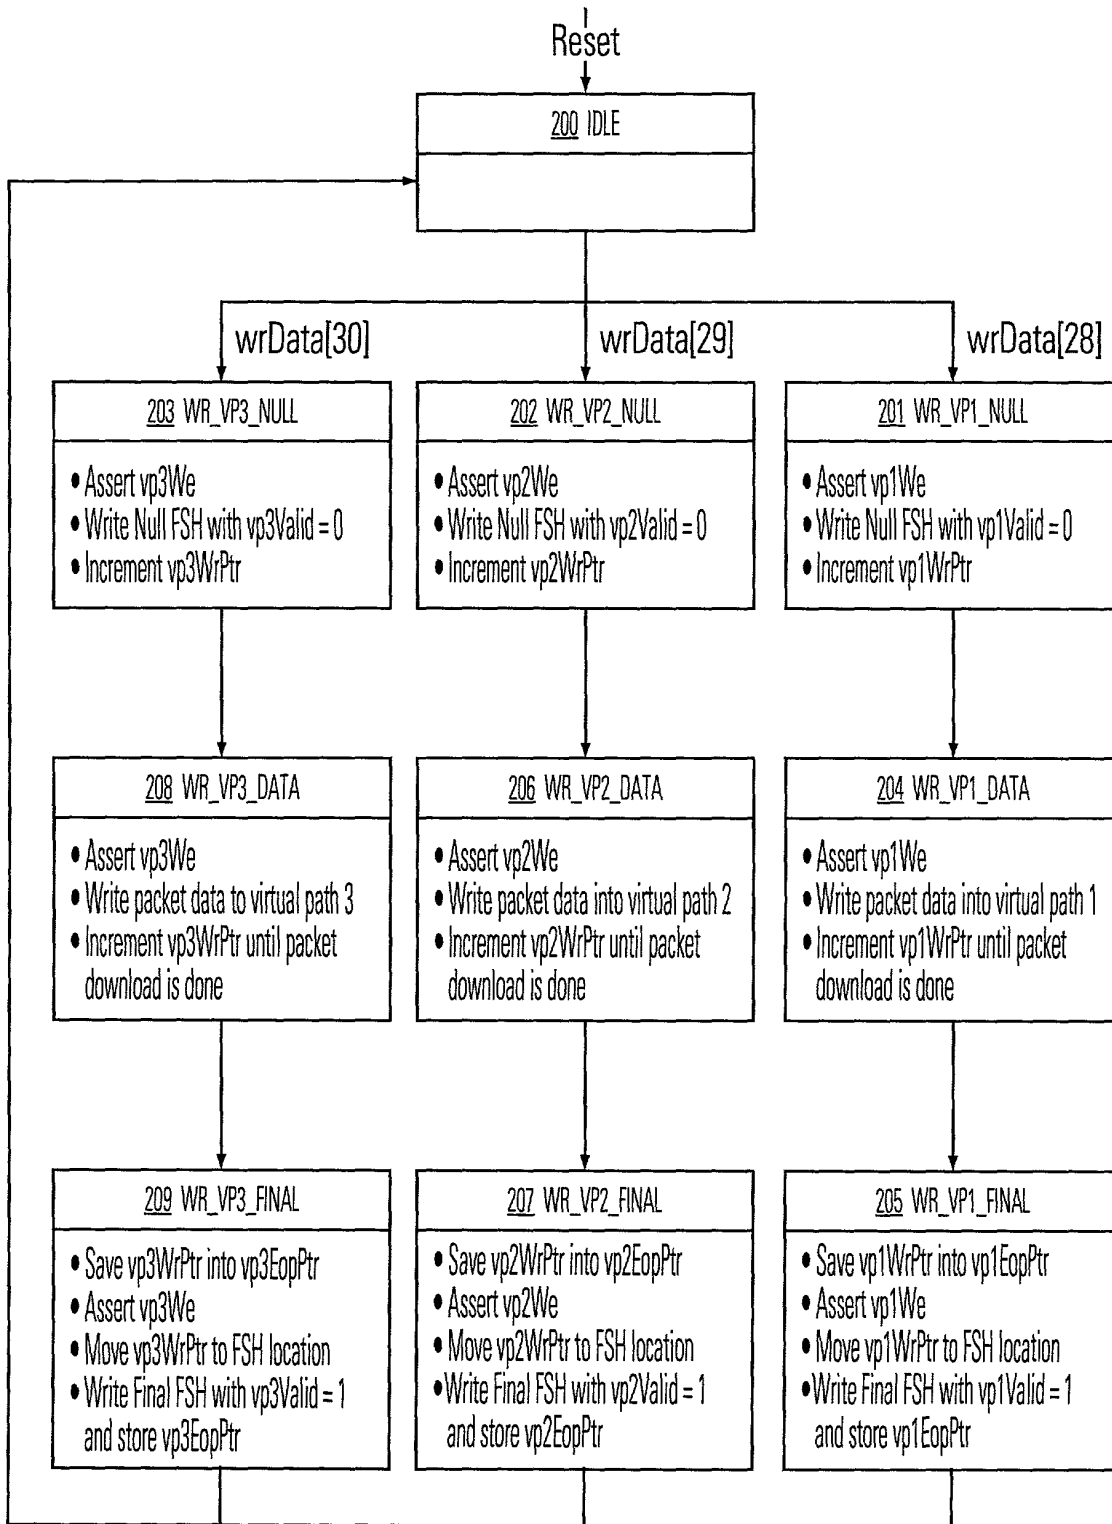 Reset
200 IDLE
wrData[30]
wrData[29]
wrData[28]
203 WR_VP3_NULL
• Assert vp3We
• Write Null FSH with vp3Valid = 0
• Increment vp3WrPtr
202 WR_VP2_NULL
• Assert vp2We
• Write Null FSH with vp2Valid = 0
• Increment vp2WrPtr
201 WR_VP1_NULL
• Assert vp1We
• Write Null FSH with vp1Valid = 0
• Increment vp1WrPtr
208 WR_VP3_DATA
• Assert vp3We
• Write packet data to virtual path 3
• Increment vp3WrPtr until packet
download is done
206 WR_VP2_DATA
• Assert vp2We
• Write packet data into virtual path 2
• Increment vp2WrPtr until packet
download is done
204 WR_VP1_DATA
• Assert vp1We
• Write packet data into virtual path 1
• Increment vp1WrPtr until packet
download is done
209 WR_VP3_FINAL
• Save vp3WrPtr into vp3EopPtr
• Assert vp3We
• Move vp3WrPtr to FSH location
• Write Final FSH with vp3Valid = 1
and store vp3EopPtr
207 WR_VP2_FINAL
• Save vp2WrPtr into vp2EopPtr
• Assert vp2We
• Move vp2WrPtr to FSH location
• Write Final FSH with vp2Valid = 1
and store vp2EopPtr
205 WR_VP1_FINAL
• Save vp1WrPtr into vp1EopPtr
• Assert vp1We
• Move vp1WrPtr to FSH location
• Write Final FSH with vp1Valid = 1
and store vp1EopPtr